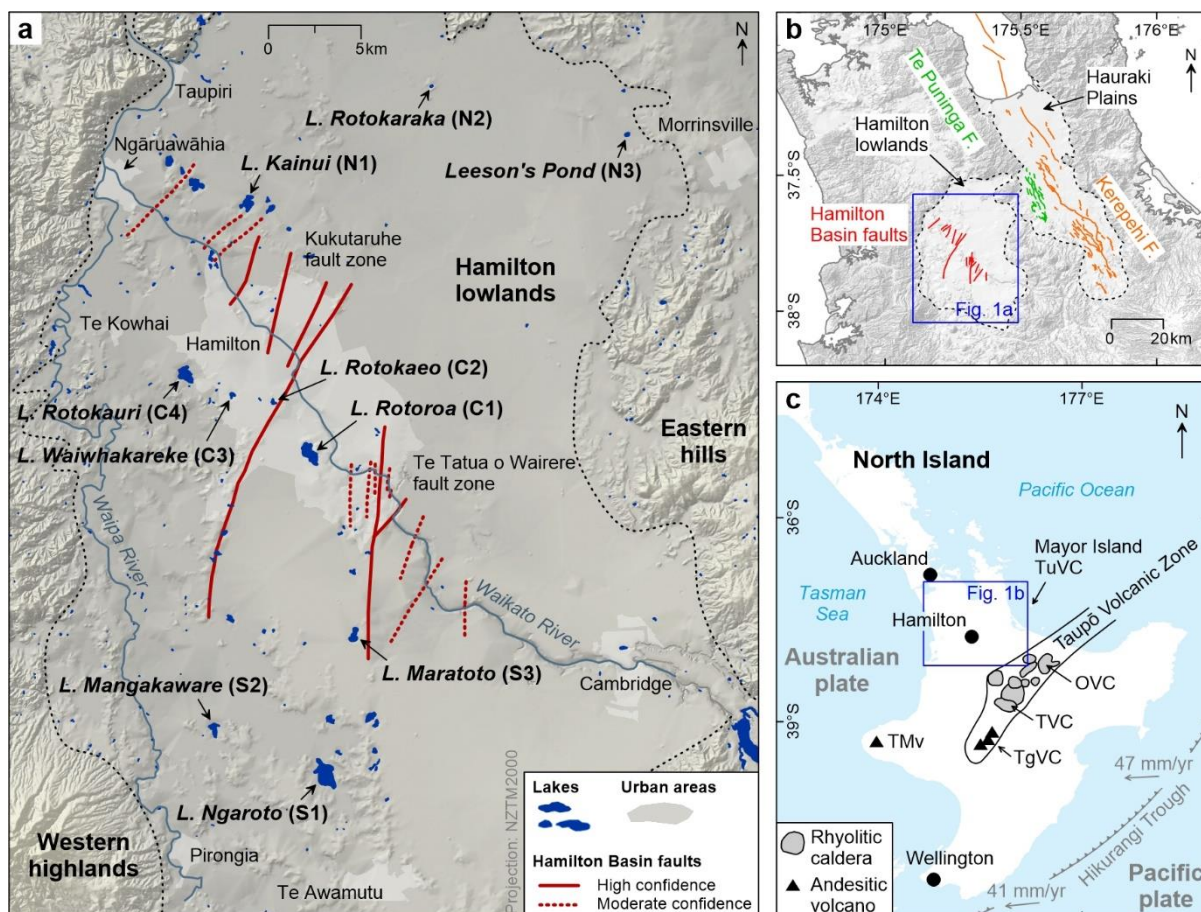 a
0
5km
N
Taupiri
L. Rotokaraka (N2)
Morrinsville
Ngāruawāhia
L. Kainui (N1)
Leeson's Pond (N3)
Kukutaruhe
fault zone
Hamilton
lowlands
Te Kowhai
Hamilton
L. Rotokaeo (C2)
L. Rotokauri (C4)
L. Rotoroa (C1)
L. Waiwhakareke (C3)
Eastern
hills
Te Tatua o Wairere
fault zone
Waipa River
Waikato River
L. Maratoto (S3)
Cambridge
L. Mangakaware (S2)
L. Ngaroto (S1)
Western
highlands
Pirongia
Te Awamutu
Projection: NZTM2000
Lakes
Urban areas
Hamilton Basin faults
High confidence
Moderate confidence
b
175°E
175.5°E
176°E
N
Te Puninga F.
Hauraki
Plains
Hamilton
lowlands
37.5°S
Hamilton
Basin faults
Kerepehi F.
Fig. 1a
38°S
0
20
km
c
174°E
177°E
N
North Island
Pacific Ocean
36°S
Auckland
Mayor Island
TuVC
Tasman
Sea
Fig. 1b
Hamilton
Taupō Volcanic Zone
Australian
plate
OVC
39°S
TVC
TMv
TgVC
47 mm/yr
Hikurangi Trough
Rhyolitic
caldera
Wellington
Andesitic
volcano
41 mm/yr
Pacific
plate